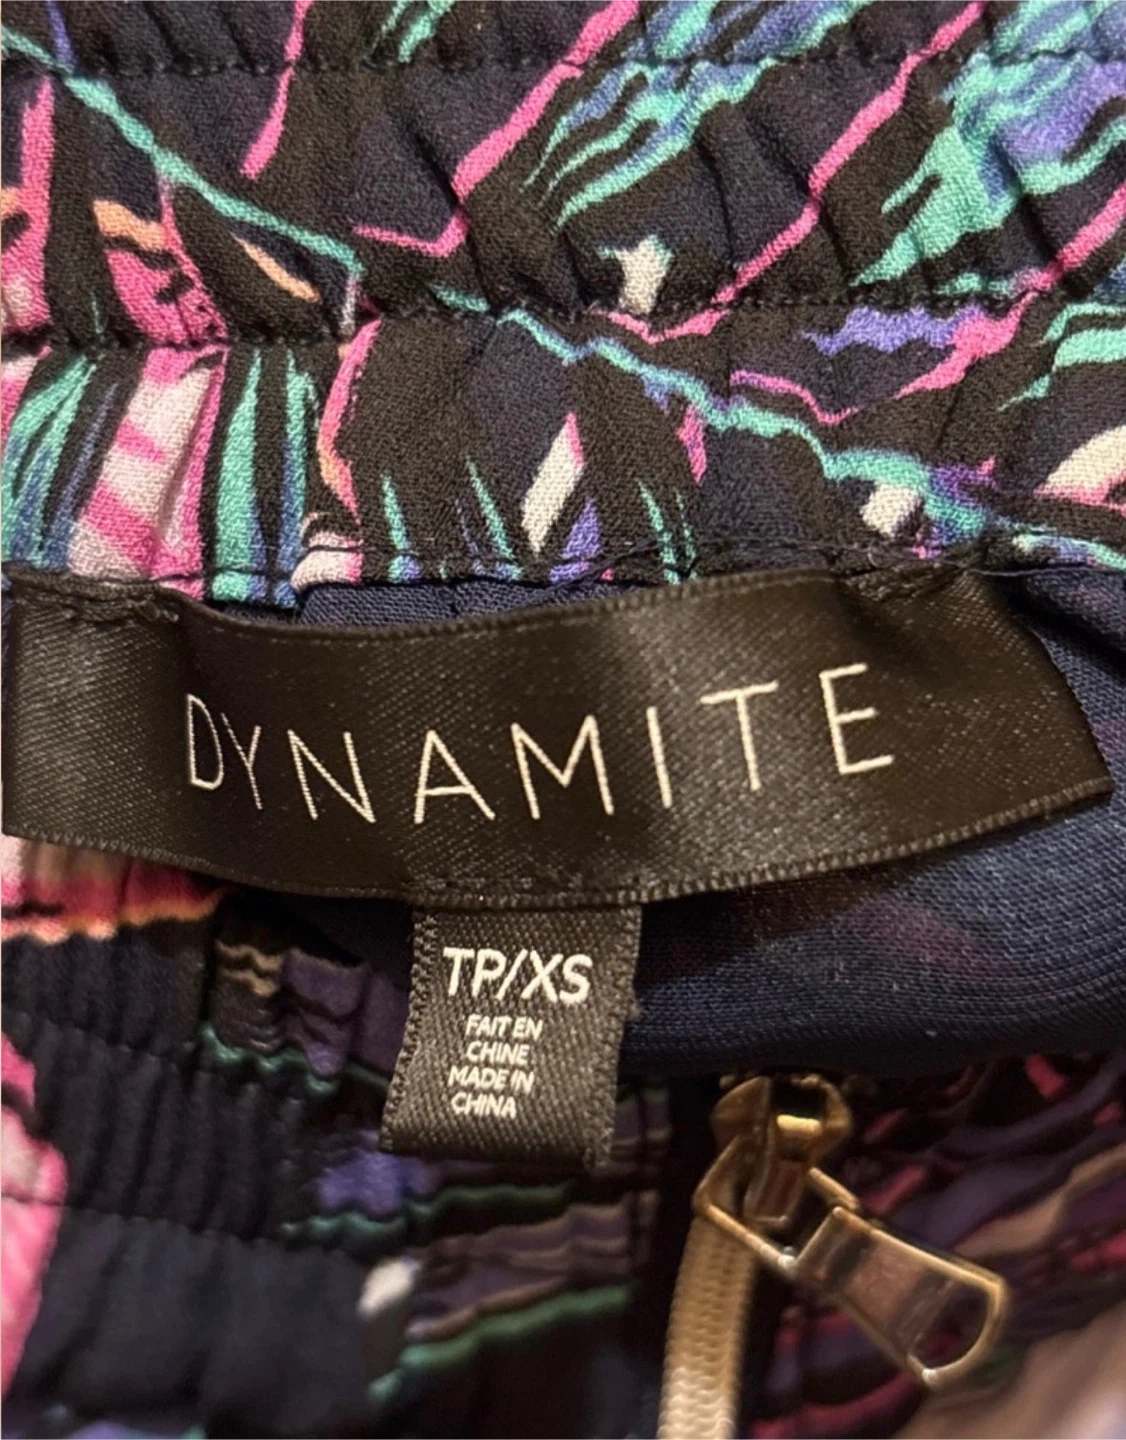 DYNAMITE
TP/XS
FAIT EN
CHINE
MADE IN
CHINA